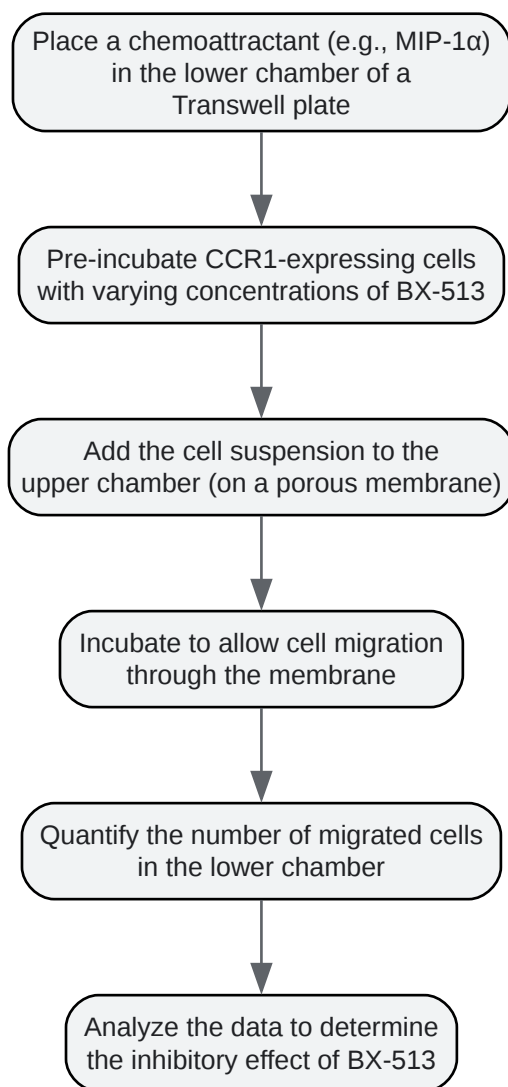 Place a chemoattractant (e.g., MIP-1α)
in the lower chamber of a
Transwell plate
Pre-incubate CCR1-expressing cells
with varying concentrations of BX-513
Add the cell suspension to the
upper chamber (on a porous membrane)
Incubate to allow cell migration
through the membrane
Quantify the number of migrated cells
in the lower chamber
Analyze the data to determine
the inhibitory effect of BX-513